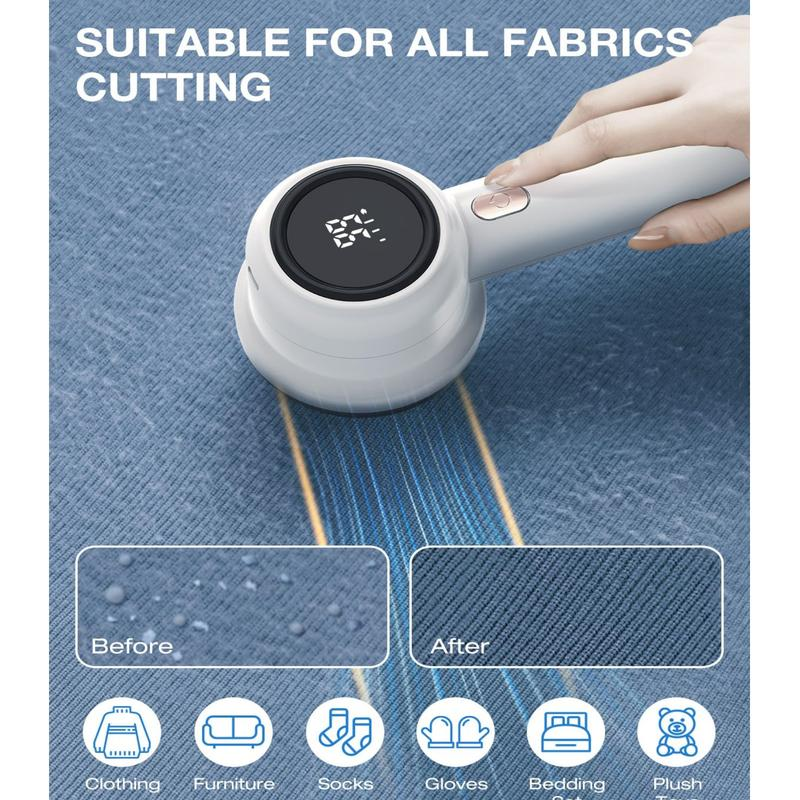 SUITABLE FOR ALL FABRICS
CUTTING
Before
After
Clothing
Furniture
Socks
Gloves
Bedding
Plush